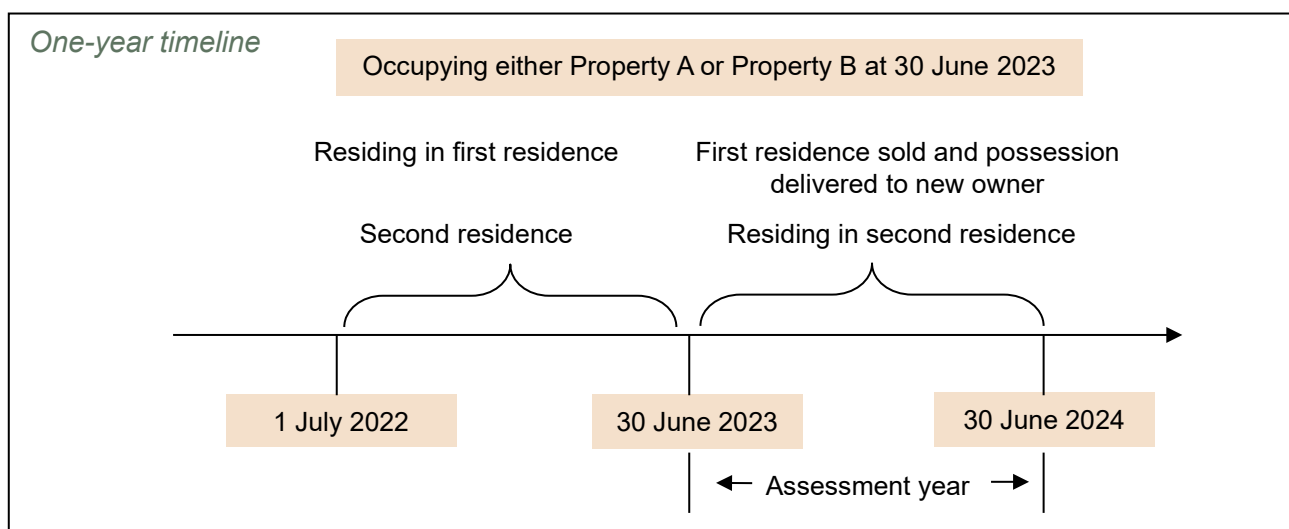 One-year timeline
Occupying either Property A or Property B at 30 June 2023
Residing in first residence
First residence sold and possession
delivered to new owner
Second residence
Residing in second residence
1 July 2022
30 June 2023
30 June 2024
Assessment year